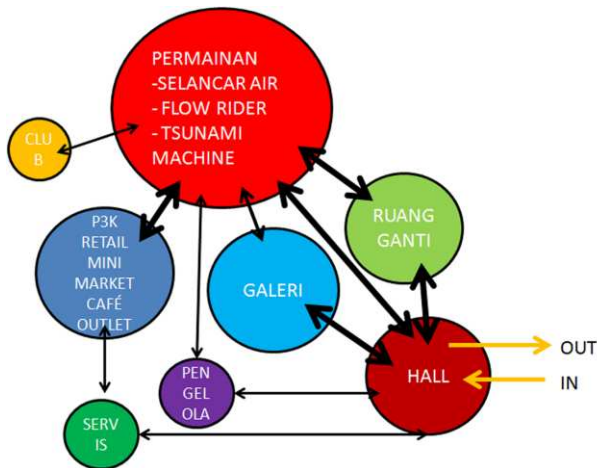 PERMAINAN
-SELANCAR AIR
- FLOW RIDER
- TSUNAMI
MACHINE
CLU
B
P3K
RETAIL
MINI
MARKET
CAFÉ
OUTLET
GALERI
RUANG
GANTI
HALL
OUT
IN
PEN
GEL
OLA
SERV
IS